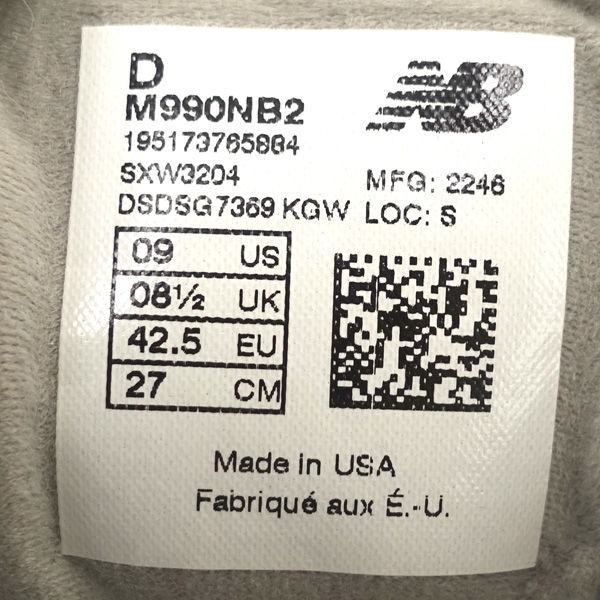 D
M990NB2
195173765884
SXW3204
MFG: 2246
DSDSG7369 KGW LOC: S
09 US
08½ UK
42.5 EU
27 CM
Made in USA
Fabriqué aux É.-U.
NB